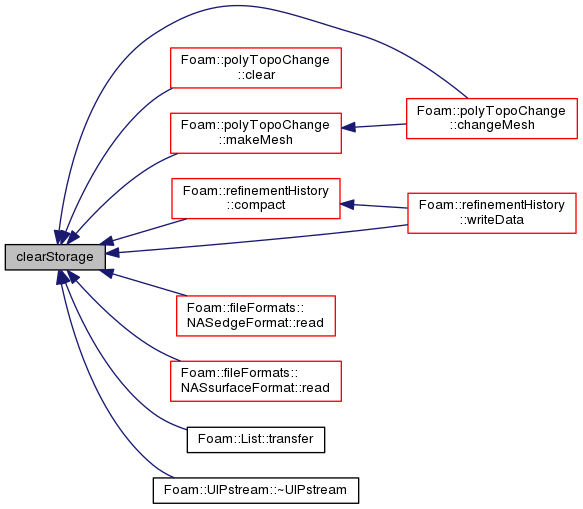 Foam::polyTopoChange
::clear
Foam::polyTopoChange
::changeMesh
Foam::polyTopoChange
::makeMesh
Foam::refinementHistory
::compact
Foam::refinementHistory
::writeData
clearStorage
Foam::fileFormats::
NASedgeFormat::read
Foam::fileFormats::
NASsurfaceFormat::read
Foam::List::transfer
Foam::UIPstream::~UIPstream